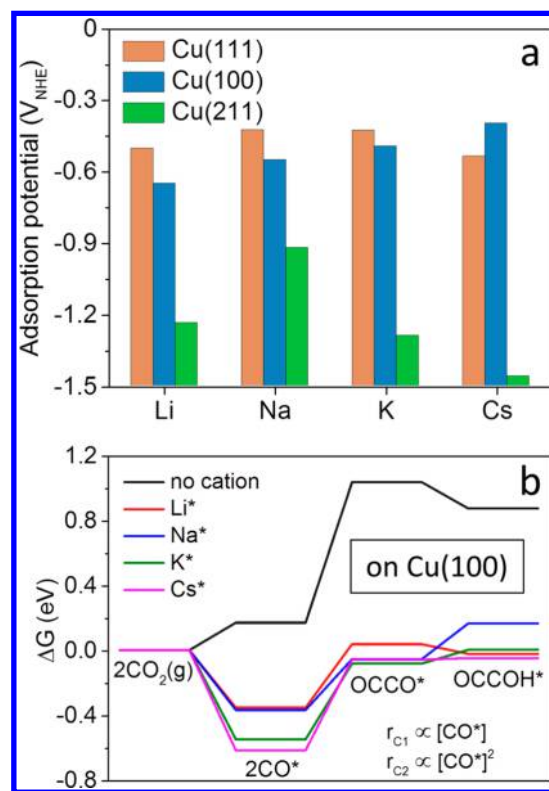 a
Cu(111)
Cu(100)
Cu(211)
Adsorption potential (V_NHE)
0
-0.3
-0.6
-0.9
-1.2
-1.5
Li Na K Cs
b
no cation
Li*
Na*
K*
Cs*
on Cu(100)
ΔG (eV)
1.2
0.8
0.4
0.0
-0.4
-0.8
2CO₂(g)
2CO*
OCCO*
OCCOH*
r_C1 ∝ [CO*]
r_C2 ∝ [CO*]²